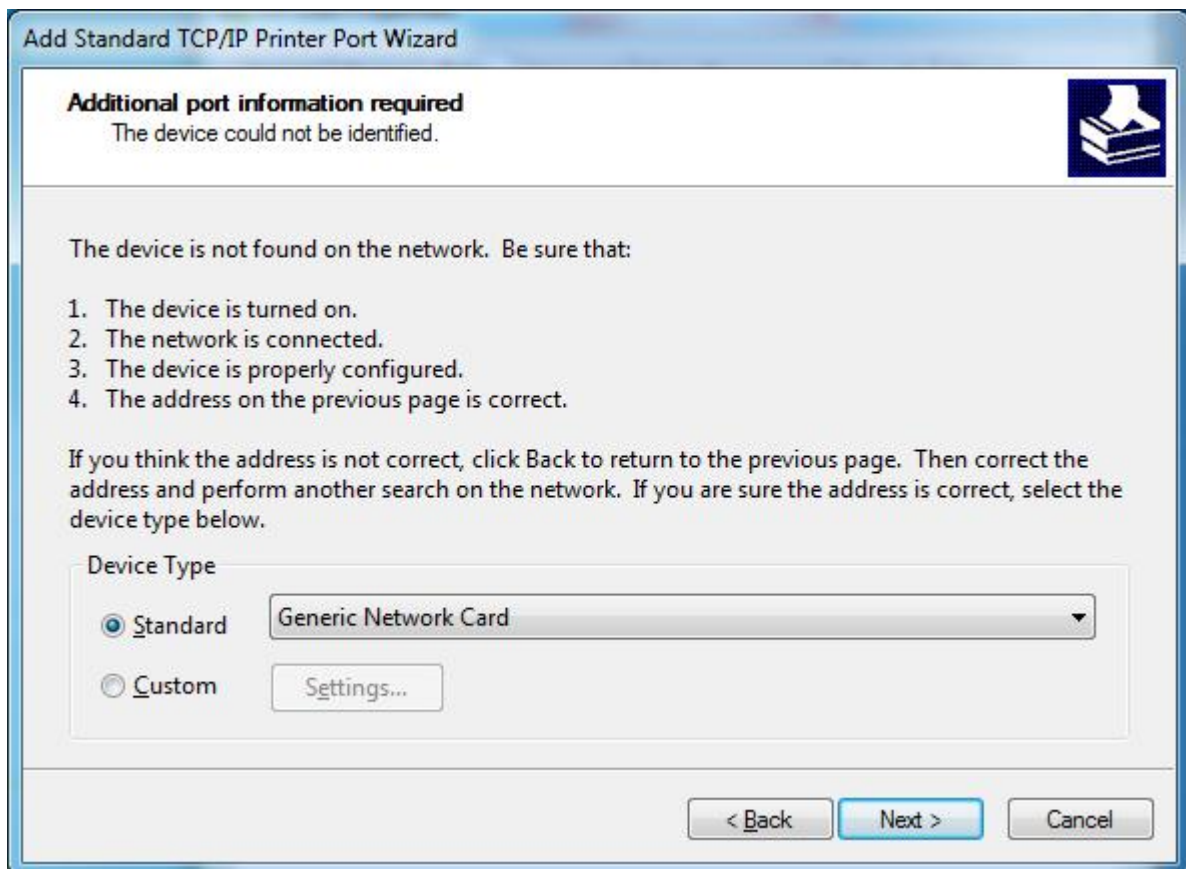 Add Standard TCP/IP Printer Port Wizard
Additional port information required
The device could not be identified.
The device is not found on the network. Be sure that:
1. The device is turned on.
2. The network is connected.
3. The device is properly configured.
4. The address on the previous page is correct.
If you think the address is not correct, click Back to return to the previous page. Then correct the
address and perform another search on the network. If you are sure the address is correct, select the
device type below.
Device Type
Standard
Generic Network Card
Custom
Settings...
< Back
Next >
Cancel